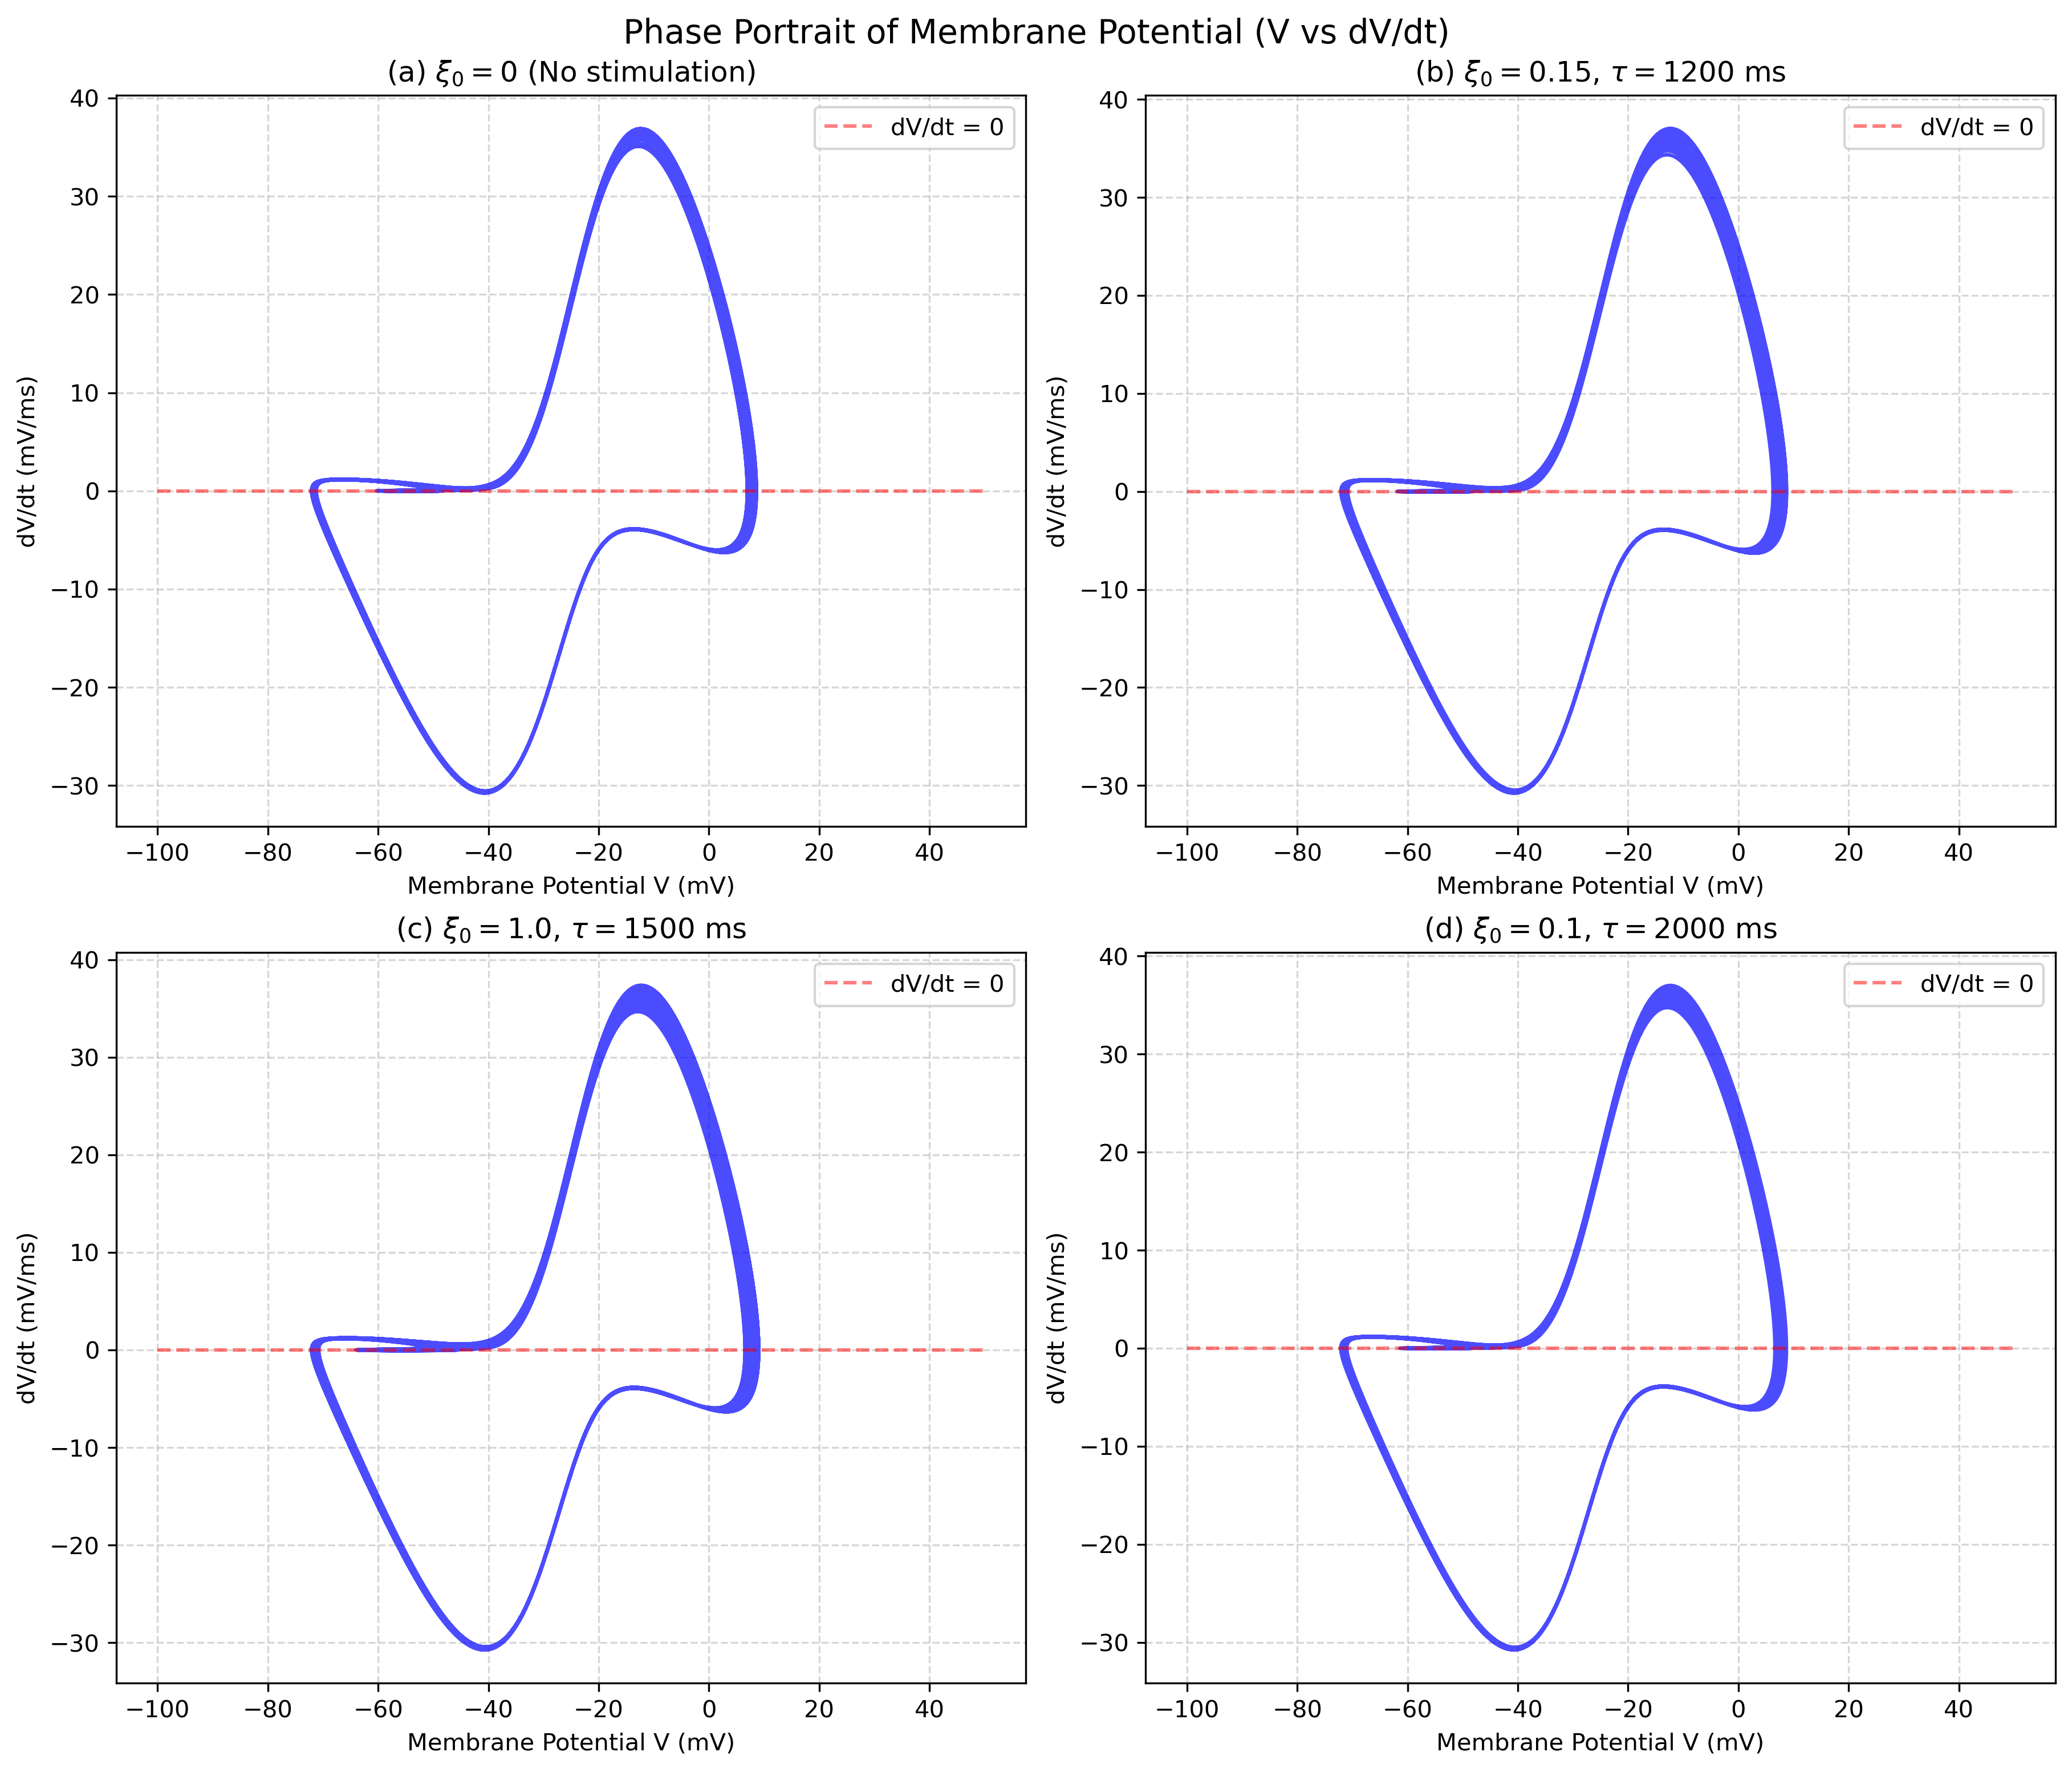 Phase Portrait of Membrane Potential (V vs dV/dt)
(a) ξ₀ = 0 (No stimulation)
dV/dt = 0
40
30
20
10
0
−10
−20
−30
dV/dt (mV/ms)
−100 −80 −60 −40 −20 0 20 40
Membrane Potential V (mV)
(b) ξ₀ = 0.15, τ = 1200 ms
dV/dt = 0
40
30
20
10
0
−10
−20
−30
dV/dt (mV/ms)
−100 −80 −60 −40 −20 0 20 40
Membrane Potential V (mV)
(c) ξ₀ = 1.0, τ = 1500 ms
dV/dt = 0
40
30
20
10
0
−10
−20
−30
dV/dt (mV/ms)
−100 −80 −60 −40 −20 0 20 40
Membrane Potential V (mV)
(d) ξ₀ = 0.1, τ = 2000 ms
dV/dt = 0
40
30
20
10
0
−10
−20
−30
dV/dt (mV/ms)
−100 −80 −60 −40 −20 0 20 40
Membrane Potential V (mV)